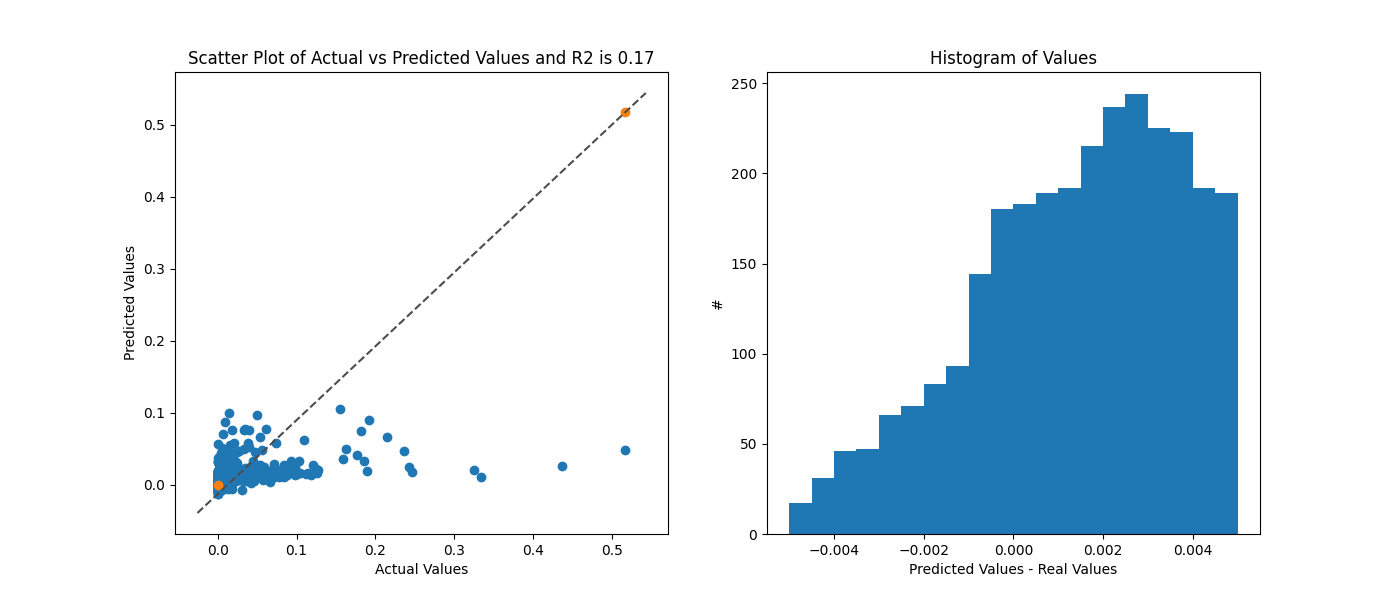 Scatter Plot of Actual vs Predicted Values and R2 is 0.17
0.5
0.4
0.3
0.2
0.1
0.0
Predicted Values
0.0 0.1 0.2 0.3 0.4 0.5
Actual Values
Histogram of Values
250
200
150
100
50
0
#
−0.004 −0.002 0.000 0.002 0.004
Predicted Values - Real Values